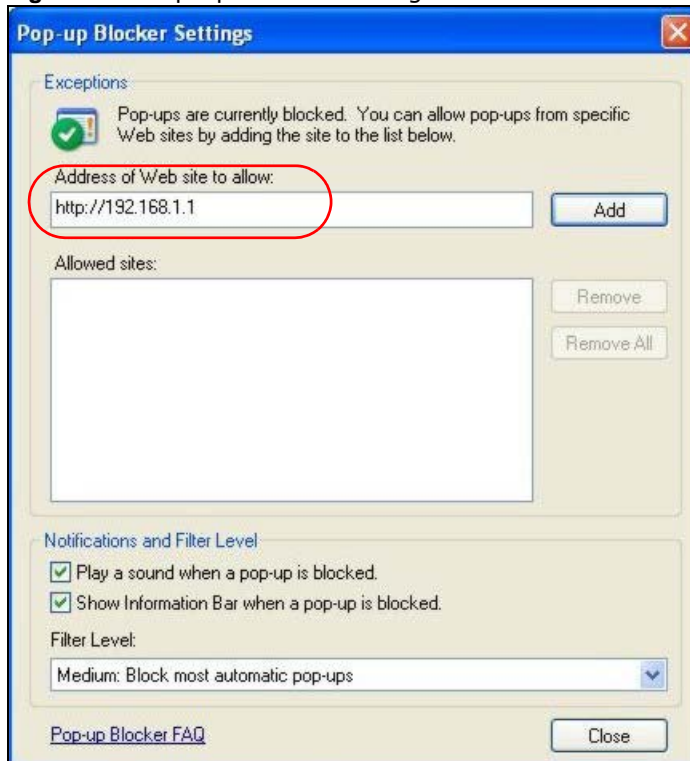 Pop-up Blocker Settings
Exceptions
Pop-ups are currently blocked. You can allow pop-ups from specific
Web sites by adding the site to the list below.
Address of Web site to allow:
http://192.168.1.1
Add
Allowed sites:
Remove
Remove All
Notifications and Filter Level
Play a sound when a pop-up is blocked.
Show Information Bar when a pop-up is blocked.
Filter Level:
Medium: Block most automatic pop-ups
Pop-up Blocker FAQ
Close